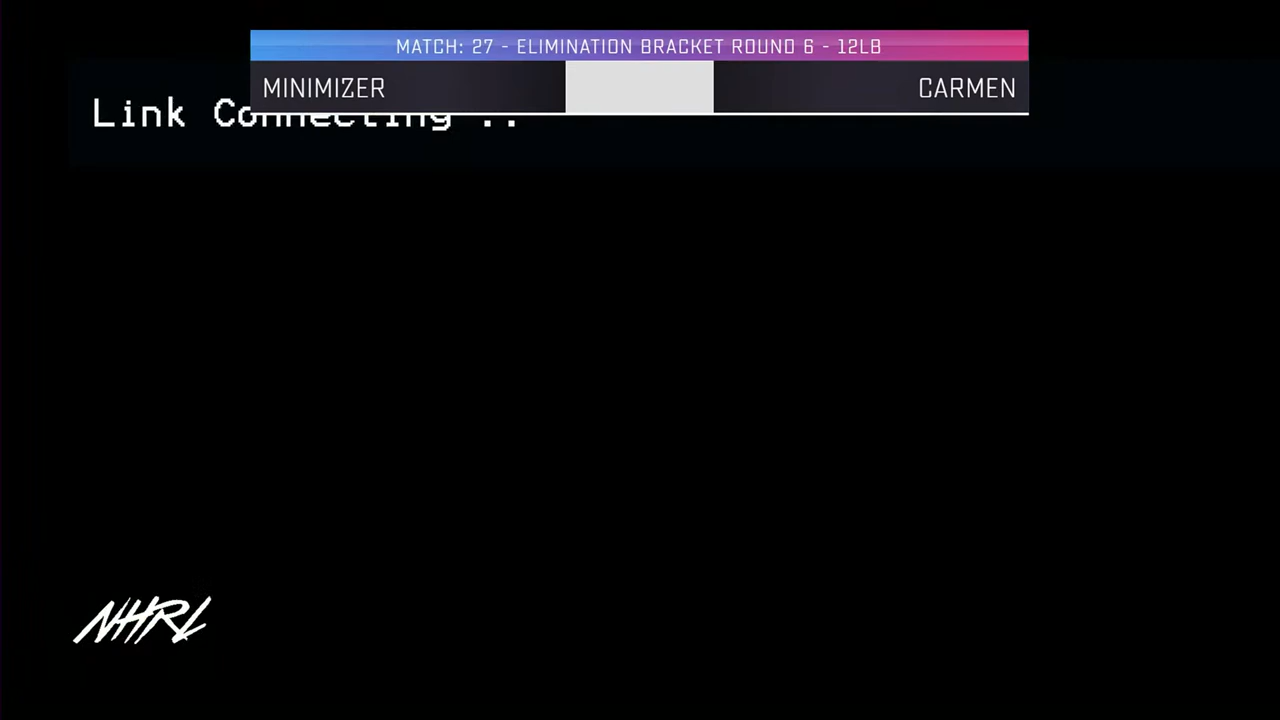 MATCH: 27 - ELIMINATION BRACKET ROUND 6 - 12LB
MINIMIZER
CARMEN
Link Connecting ..
NHRL